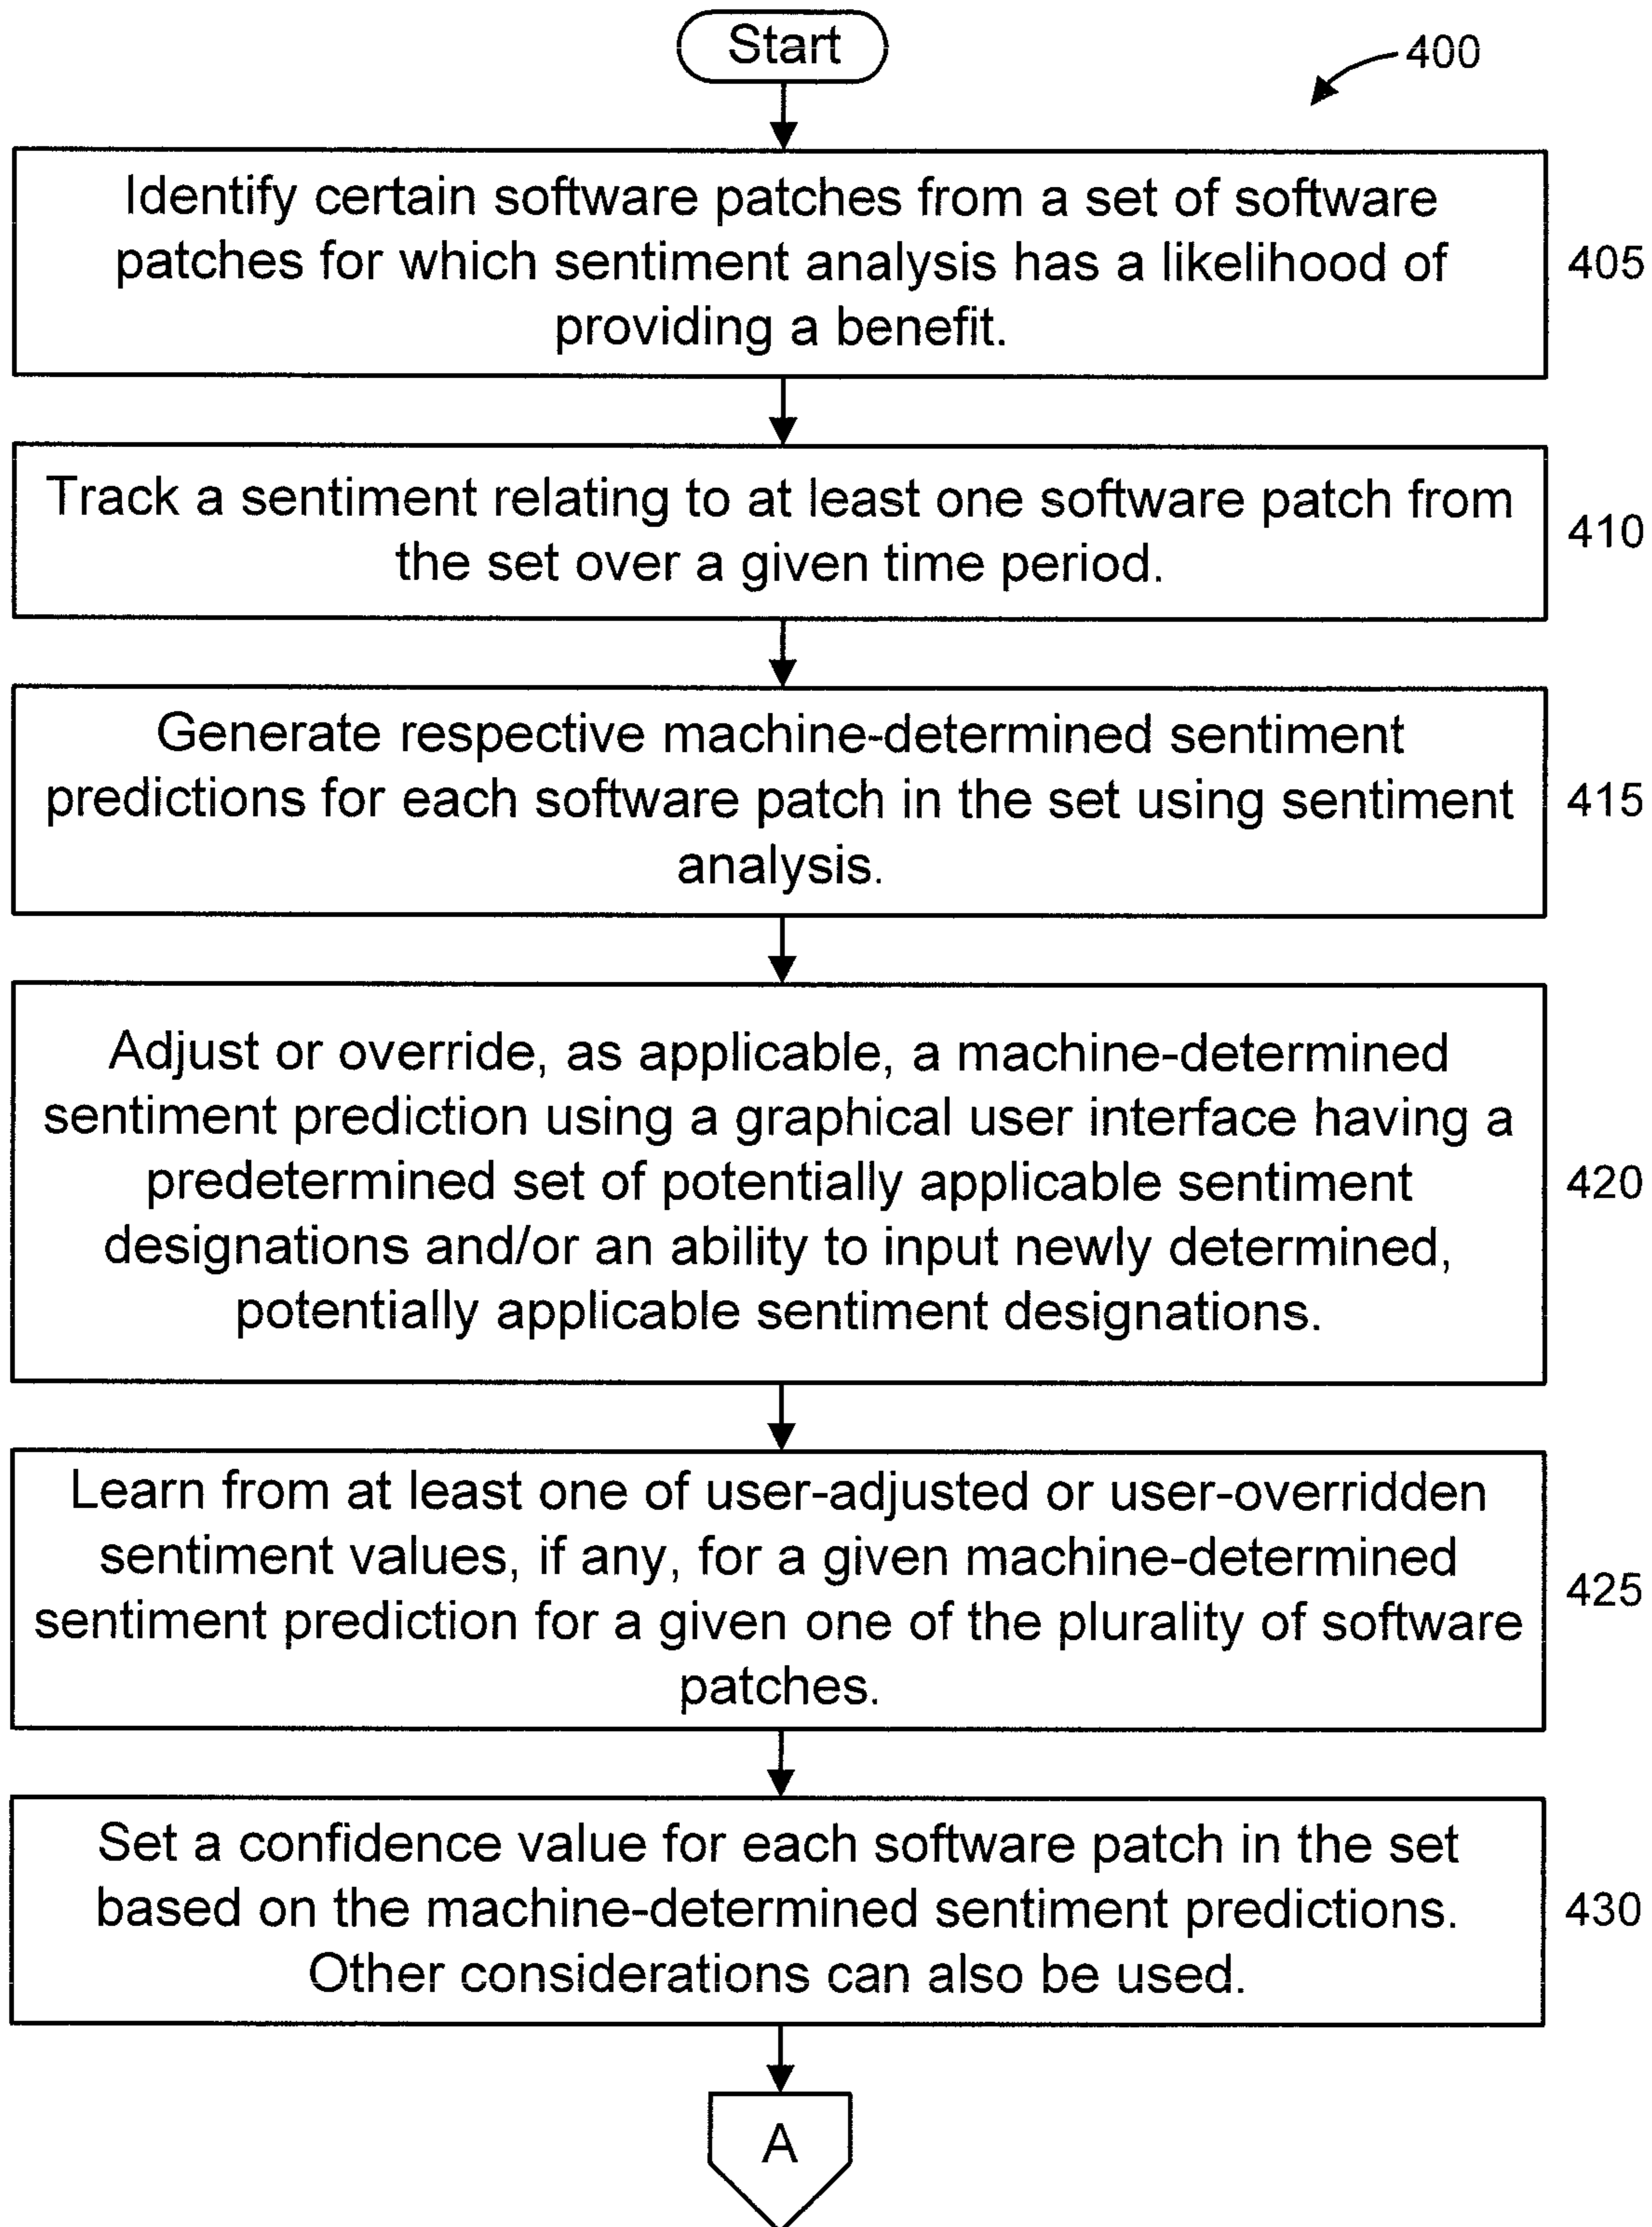 Start
400
Identify certain software patches from a set of software
patches for which sentiment analysis has a likelihood of
providing a benefit.
405
Track a sentiment relating to at least one software patch from
the set over a given time period.
410
Generate respective machine-determined sentiment
predictions for each software patch in the set using sentiment
analysis.
415
Adjust or override, as applicable, a machine-determined
sentiment prediction using a graphical user interface having a
predetermined set of potentially applicable sentiment
designations and/or an ability to input newly determined,
potentially applicable sentiment designations.
420
Learn from at least one of user-adjusted or user-overridden
sentiment values, if any, for a given machine-determined
sentiment prediction for a given one of the plurality of software
patches.
425
Set a confidence value for each software patch in the set
based on the machine-determined sentiment predictions.
Other considerations can also be used.
430
A